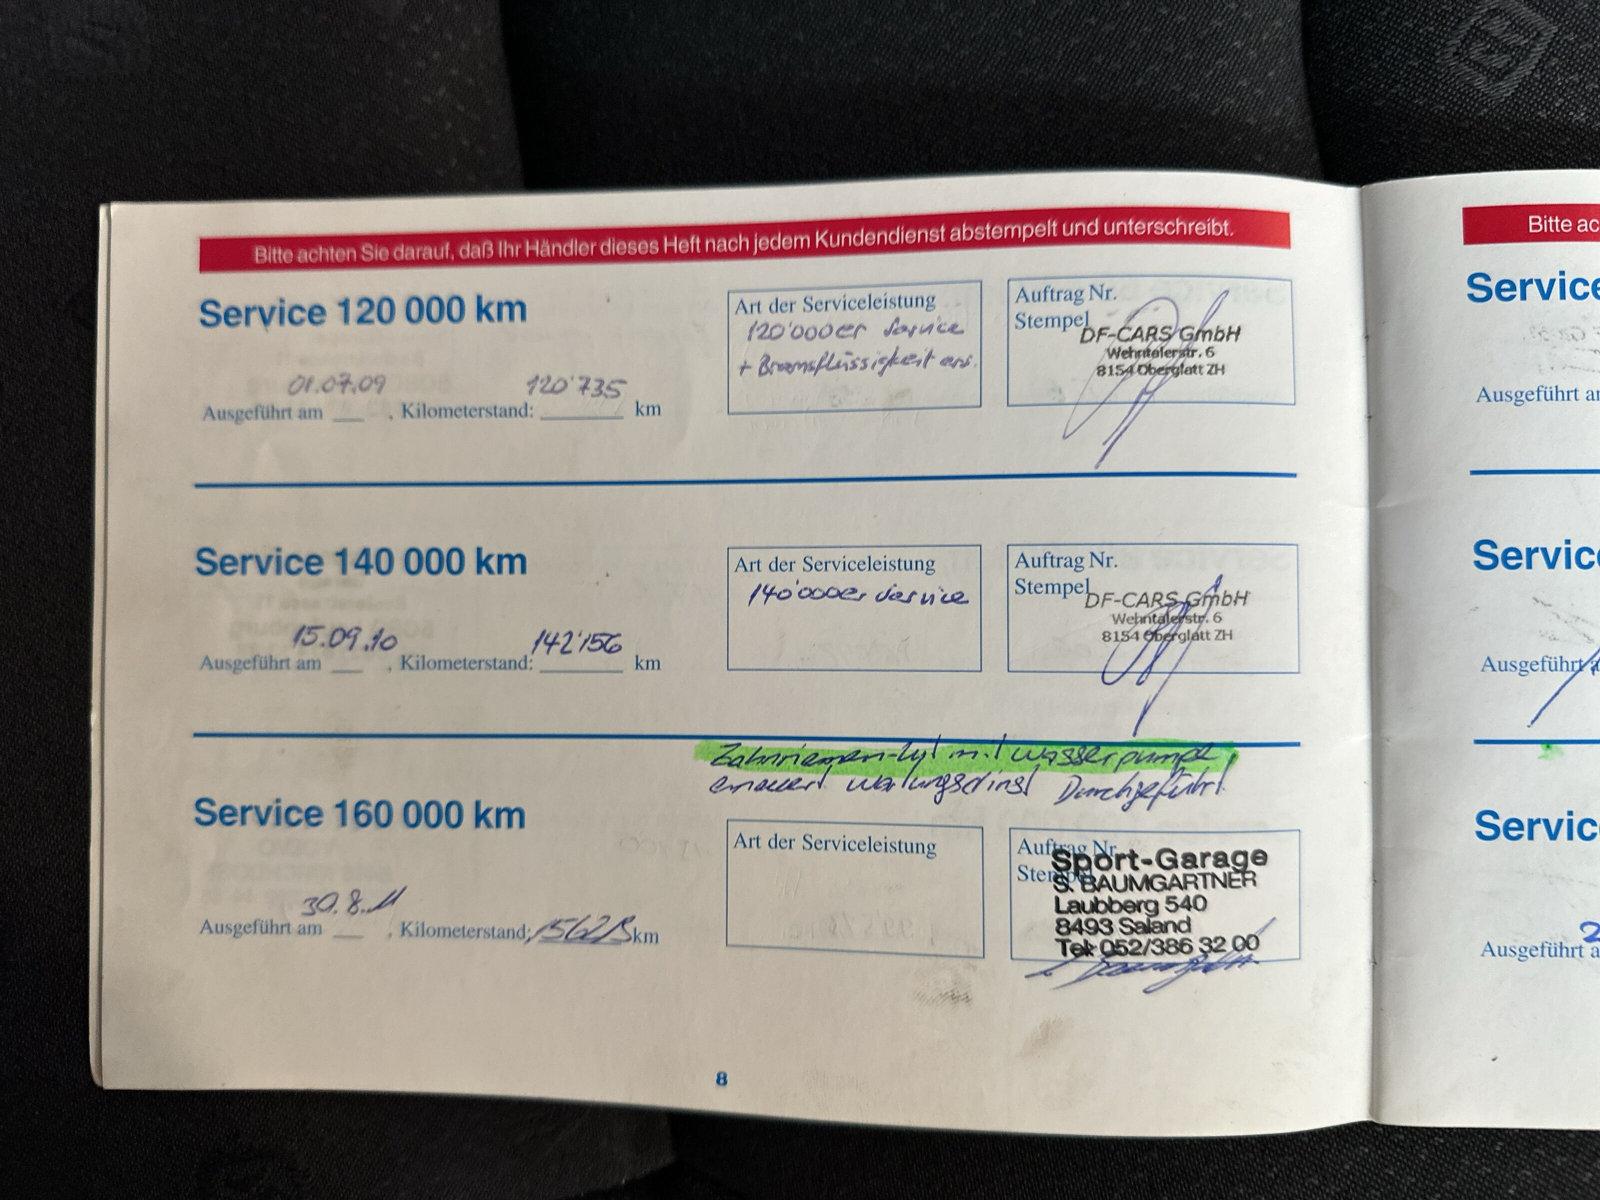 Bitte achten Sie darauf, daß Ihr Händler dieses Heft nach jedem Kundendienst abstempelt und unterschreibt.
Service 120 000 km
01.07.09 120'735
Ausgeführt am , Kilometerstand: km
Art der Serviceleistung
120'000er Service
+ Bremsflüssigkeit ers.
Auftrag Nr.
Stempel
DF-CARS GmbH
Wehntalerstr. 6
8154 Oberglatt ZH
Service 140 000 km
15.09.10 142'156
Ausgeführt am , Kilometerstand: km
Art der Serviceleistung
140'000er Service
Auftrag Nr.
Stempel
DF-CARS GmbH
Wehntalerstr. 6
8154 Oberglatt ZH
Zahnriemen mit Wasserpumpe
erneuert Durchgeführt
Service 160 000 km
30.8.11
Ausgeführt am , Kilometerstand: km
Art der Serviceleistung
Auftrag Nr.
Stempel
Sport-Garage
S. BAUMGARTNER
Laubberg 540
8493 Saland
Tel. 052/386 32 00
8
Bitte ac
Service
Ausgeführt a
Service
Ausgeführt a
Service
2
Ausgeführt a